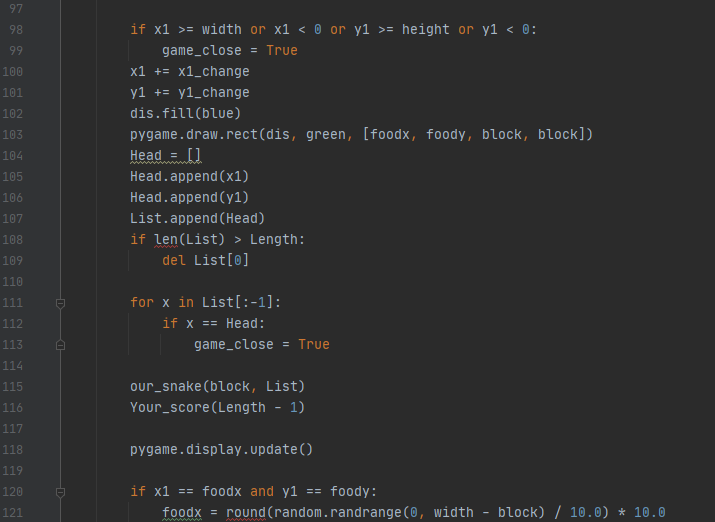 97
98 if x1 >= width or x1 < 0 or y1 >= height or y1 < 0:
99 game_close = True
100 x1 += x1_change
101 y1 += y1_change
102 dis.fill(blue)
103 pygame.draw.rect(dis, green, [foodx, foody, block, block])
104 Head = []
105 Head.append(x1)
106 Head.append(y1)
107 List.append(Head)
108 if len(List) > Length:
109 del List[0]
110
111 for x in List[:-1]:
112 if x == Head:
113 game_close = True
114
115 our_snake(block, List)
116 Your_score(Length - 1)
117
118 pygame.display.update()
119
120 if x1 == foodx and y1 == foody:
121 foodx = round(random.randrange(0, width - block) / 10.0) * 10.0